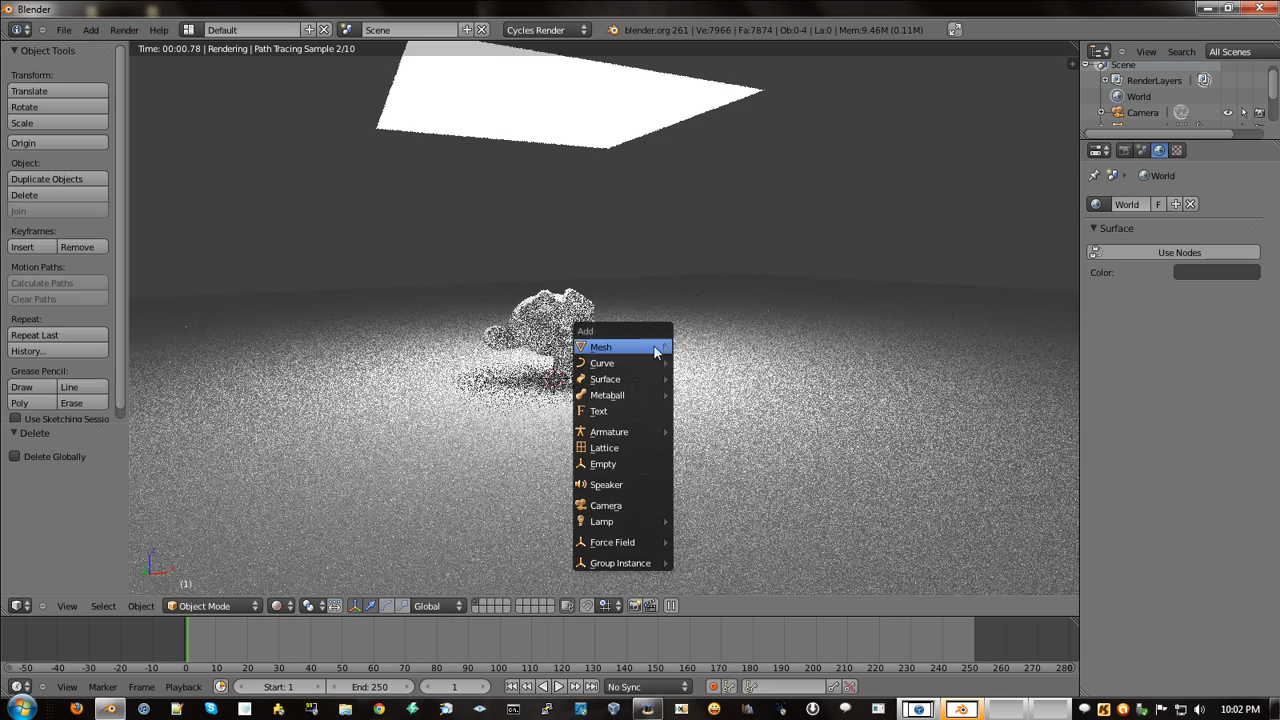 Blender
File Add Render Help Default Scene Cycles Render blender.org 261 | Ve:7966 | Fa:7874 | Ob:0-4 | La:0 | Mem:9.46M (0.11M)
Object Tools
Transform:
Translate
Rotate
Scale
Origin
Object:
Duplicate Objects
Delete
Join
Keyframes:
Insert Remove
Motion Paths:
Calculate Paths
Clear Paths
Repeat:
Repeat Last
History...
Grease Pencil:
Draw Line
Poly Erase
Use Sketching Sessio
Delete
Delete Globally
Time: 00:00.78 | Rendering | Path Tracing Sample 2/10
Add
Mesh
Curve
Surface
Metaball
Text
Armature
Lattice
Empty
Speaker
Camera
Lamp
Force Field
Group Instance
(1)
View Search All Scenes
Scene
RenderLayers
World
Camera
World
World F
Surface
Use Nodes
Color:
View Select Object Object Mode Global
-50 -40 -30 -20 -10 0 10 20 30 40 50 60 70 80 90 100 110 120 130 140 150 160 170 180 190 200 210 220 230 240 250 260 270 280
View Marker Frame Playback Start: 1 End: 250 1 No Sync
10:02 PM